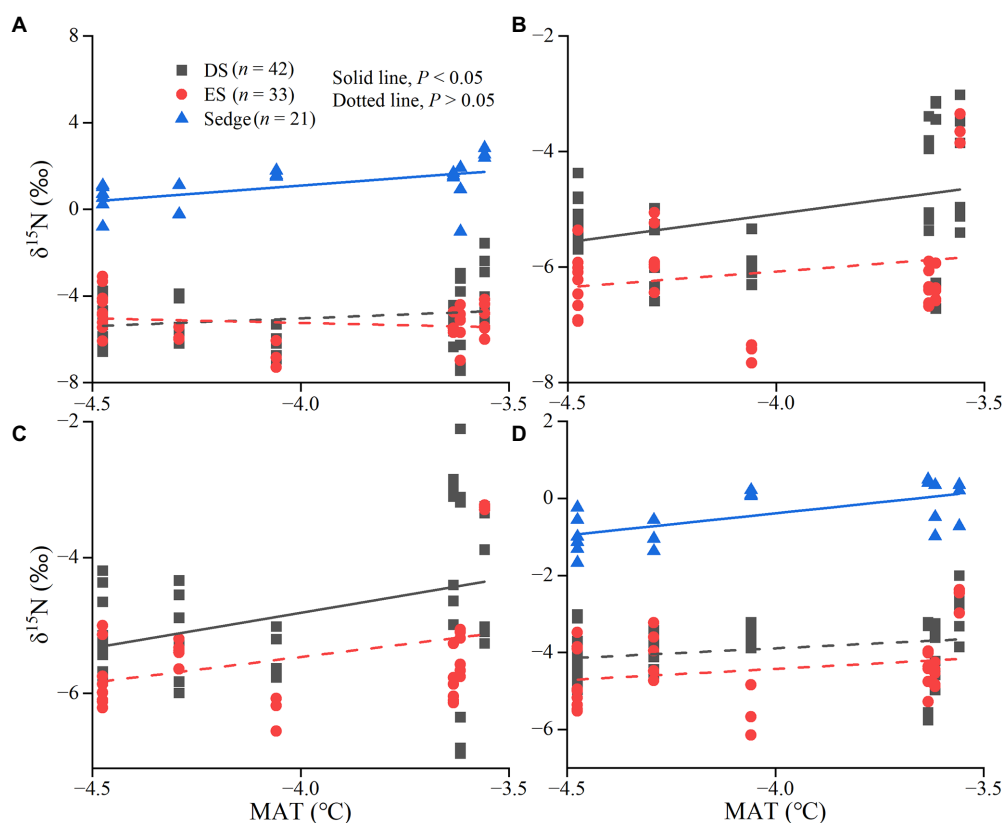 A
B
8
4
0
−4
−8
δ15N (‰)
DS (n = 42)
ES (n = 33)
Sedge (n = 21)
Solid line, P < 0.05
Dotted line, P > 0.05
−4.5
−4.0
−3.5
−2
−4
−6
−8
−4.5
−4.0
−3.5
C
D
−2
−4
−6
δ15N (‰)
−4.5
−4.0
−3.5
MAT (℃)
2
0
−2
−4
−6
−4.5
−4.0
−3.5
MAT (℃)